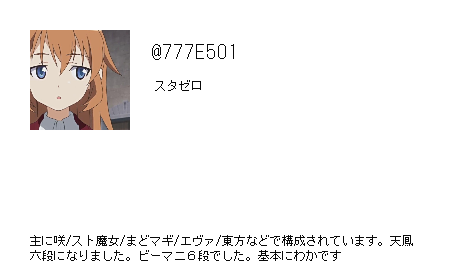 @777E501
スタゼロ
主に咲/スト魔女/まどマギ/エヴァ/東方などで構成されています。天鳳
六段になりました。ビーマニ６段でした。基本にわかです